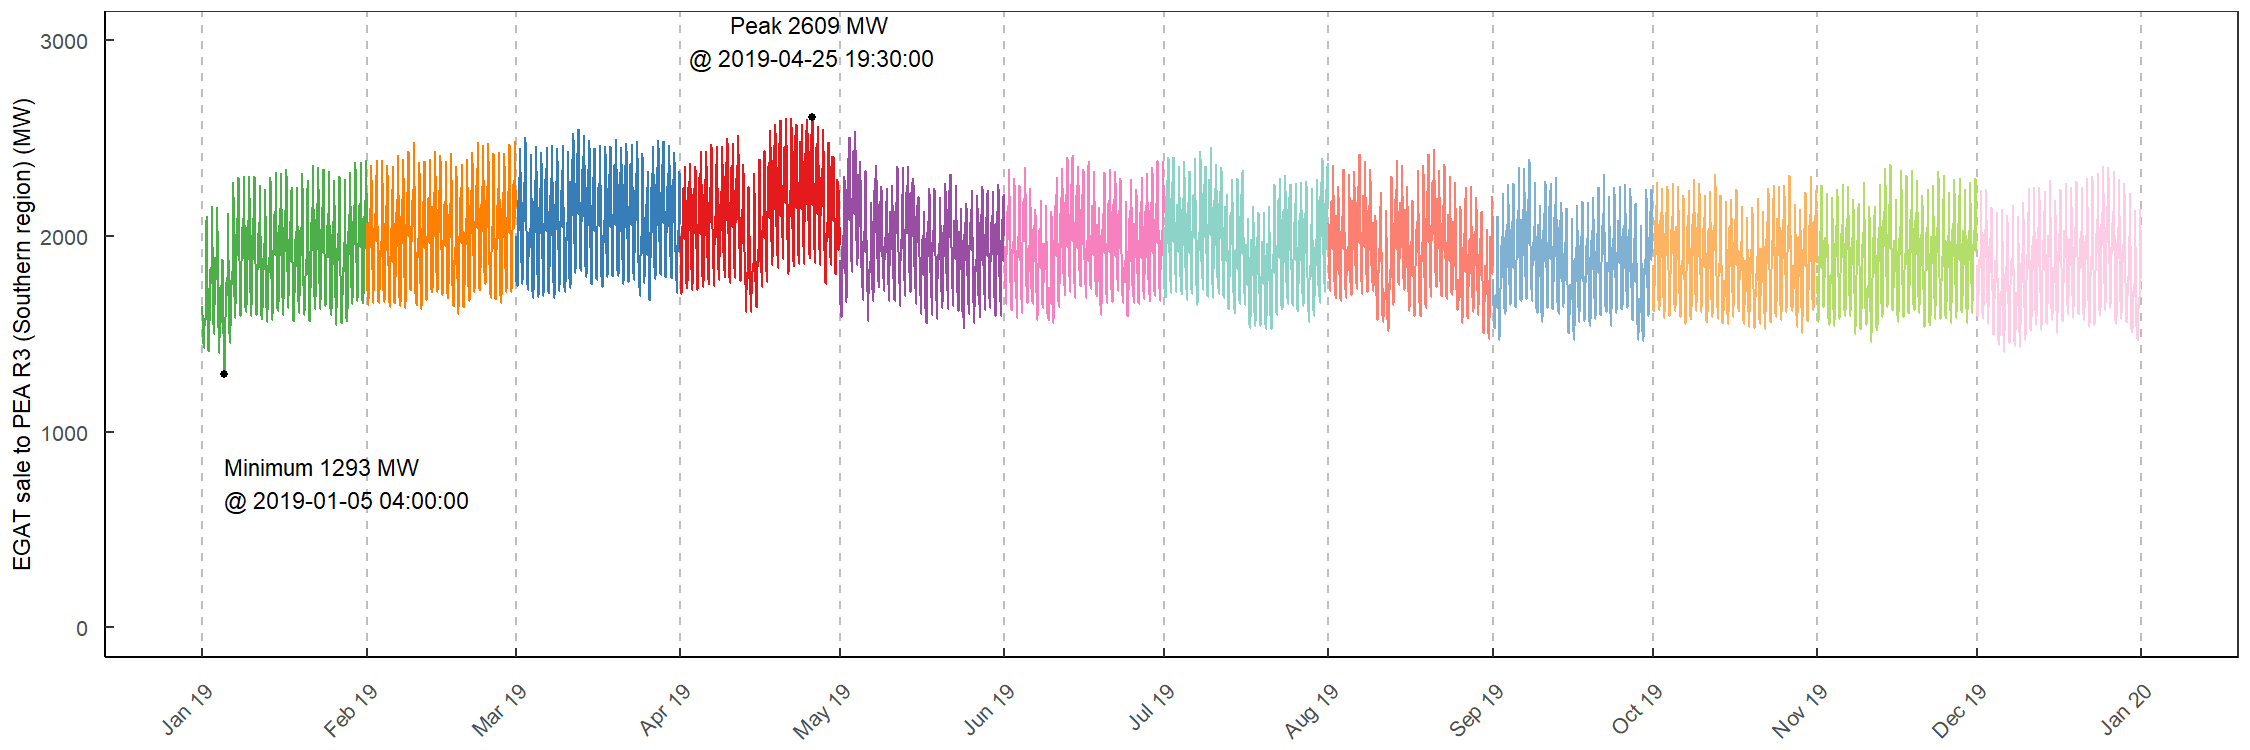 Peak 2609 MW
@ 2019-04-25 19:30:00
Minimum 1293 MW
@ 2019-01-05 04:00:00
EGAT sale to PEA R3 (Southern region) (MW)
3000
2000
1000
0
Jan 19
Feb 19
Mar 19
Apr 19
May 19
Jun 19
Jul 19
Aug 19
Sep 19
Oct 19
Nov 19
Dec 19
Jan 20